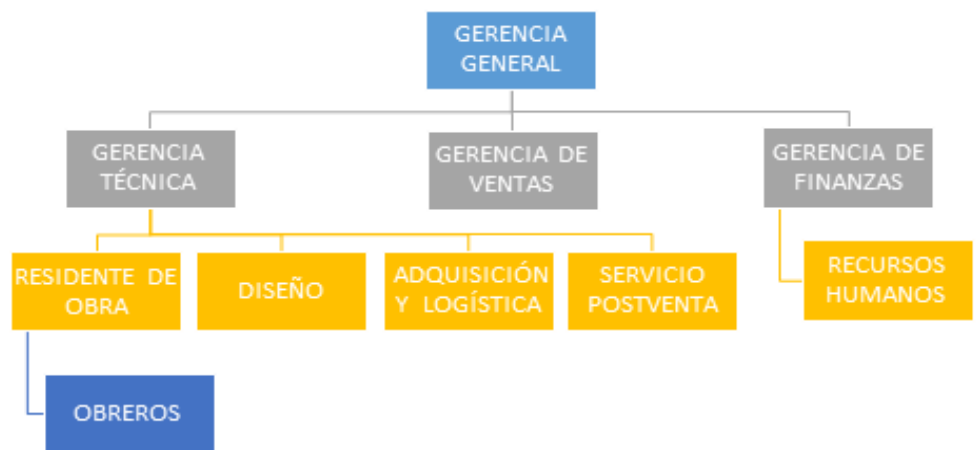 GERENCIA
GENERAL
GERENCIA
TÉCNICA
GERENCIA DE
VENTAS
GERENCIA DE
FINANZAS
RESIDENTE DE
OBRA
DISEÑO
ADQUISICIÓN
Y LOGÍSTICA
SERVICIO
POSTVENTA
RECURSOS
HUMANOS
OBREROS